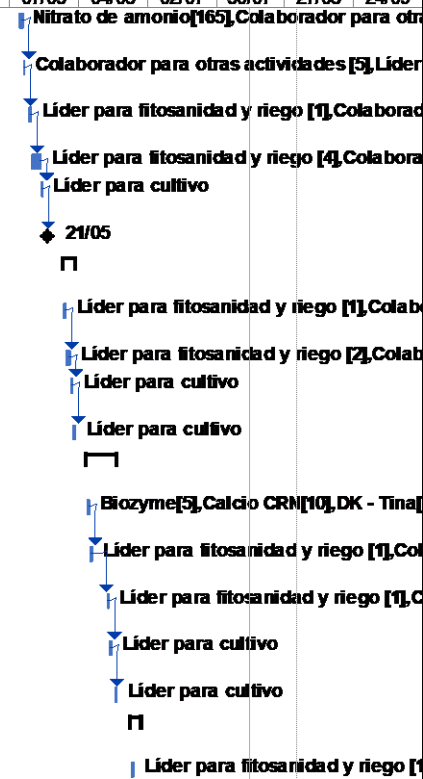 Nitrato de amonio[165],Colaborador para otra
Colaborador para otras actividades [5],Líder
Líder para fitosanidad y riego [1],Colaborad
Líder para fitosanidad y riego [4],Colabora
Líder para cultivo
21/05
Líder para fitosanidad y riego [1],Colab
Líder para fitosanidad y riego [2],Colab
Líder para cultivo
Líder para cultivo
Biozyme[5],Calcio CRN[10],DK - Tina[
Líder para fitosanidad y riego [1],Col
Líder para fitosanidad y riego [1],C
Líder para cultivo
Líder para cultivo
Líder para fitosanidad y riego [1